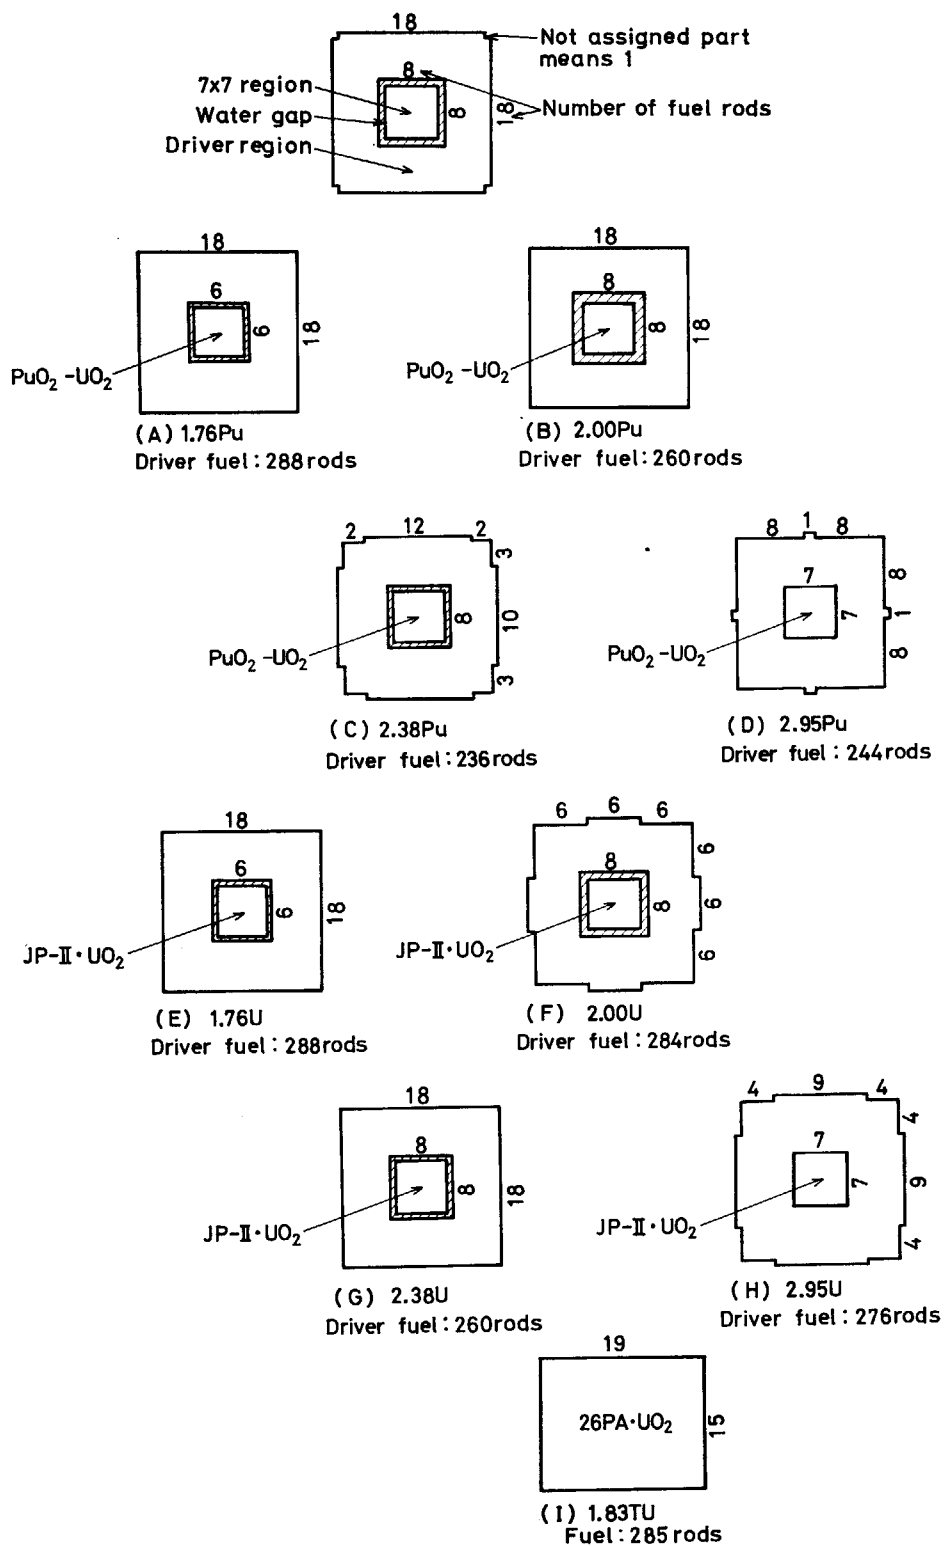 18
Not assigned part
means 1
8
7x7 region
8
18
Number of fuel rods
Water gap
Driver region
18
6
6
18
PuO₂-UO₂
(A) 1.76Pu
Driver fuel:288rods
18
8
8
18
PuO₂-UO₂
(B) 2.00Pu
Driver fuel:260rods
2
12
2
3
8
10
3
PuO₂-UO₂
(C) 2.38Pu
Driver fuel:236rods
1
8
8
7
8
7
1
8
PuO₂-UO₂
(D) 2.95Pu
Driver fuel:244rods
18
6
6
18
JP-II·UO₂
(E) 1.76U
Driver fuel:288rods
6
6
6
6
8
8
6
6
JP-II·UO₂
(F) 2.00U
Driver fuel:284rods
18
8
8
18
JP-II·UO₂
(G) 2.38U
Driver fuel:260rods
4
9
4
4
7
7
9
4
JP-II·UO₂
(H) 2.95U
Driver fuel:276rods
19
26PA·UO₂
15
(I) 1.83TU
Fuel:285rods